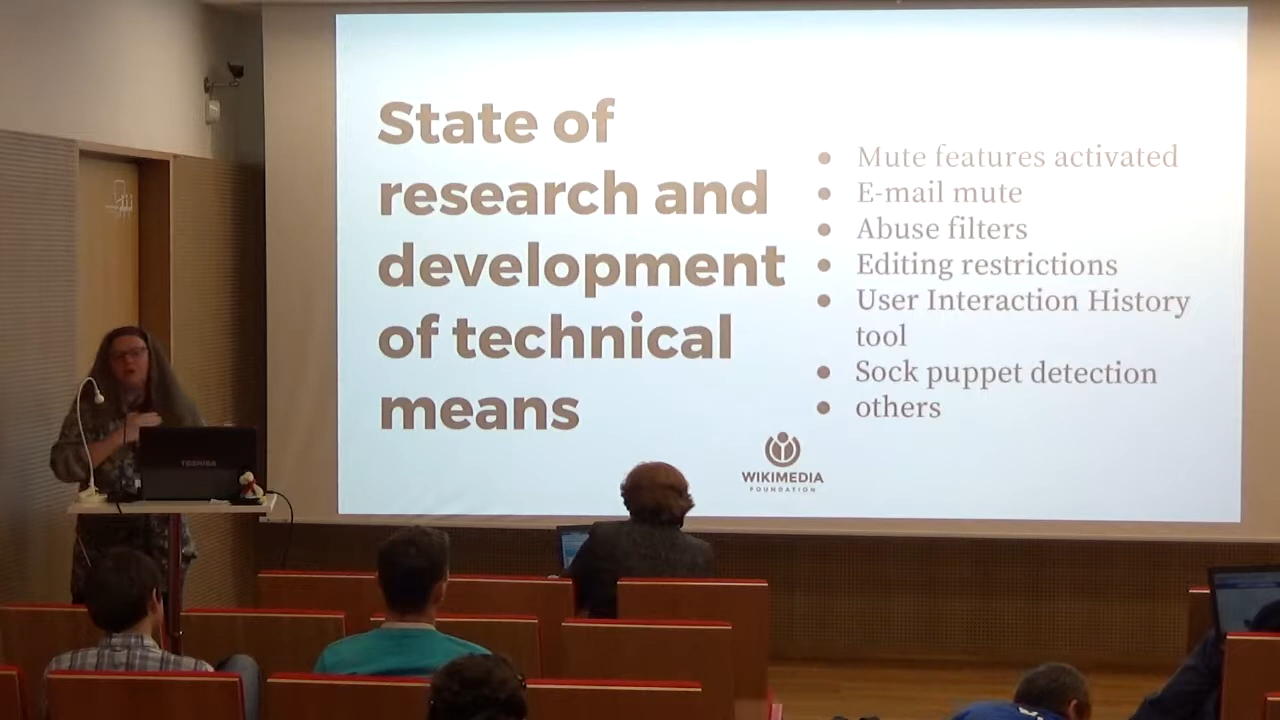 State of
research and
development
of technical
means
● Mute features activated
● E-mail mute
● Abuse filters
● Editing restrictions
● User Interaction History
tool
● Sock puppet detection
● others
WIKIMEDIA
FOUNDATION
TOSHIBA